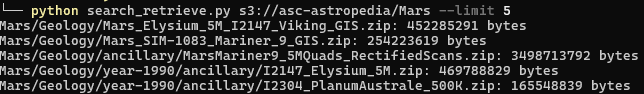 └── python search_retrieve.py s3://asc-astropedia/Mars --limit 5
Mars/Geology/Mars_Elysium_5M_I2147_Viking_GIS.zip: 452285291 bytes
Mars/Geology/Mars_SIM-1083_Mariner_9_GIS.zip: 254223619 bytes
Mars/Geology/ancillary/MarsMariner9_5MQuads_RectifiedScans.zip: 3498713792 bytes
Mars/Geology/year-1990/ancillary/I2147_Elysium_5M.zip: 469788829 bytes
Mars/Geology/year-1990/ancillary/I2304_PlanumAustrale_500K.zip: 165548839 bytes